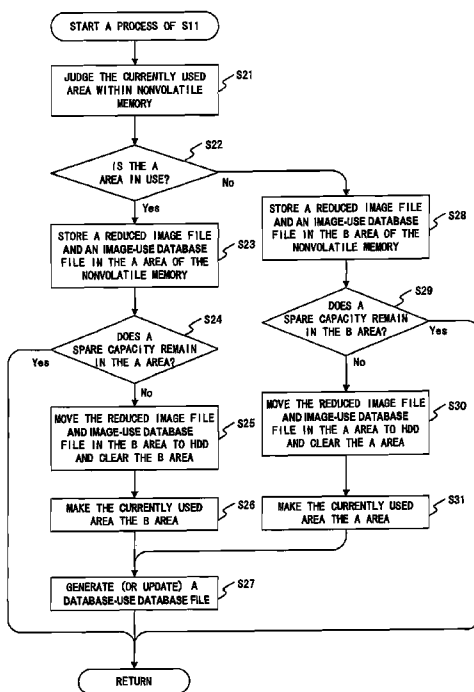 START A PROCESS OF S11
JUDGE THE CURRENTLY USED
AREA WITHIN NONVOLATILE
MEMORY
S21
IS THE A
AREA IN USE?
S22
Yes
No
STORE A REDUCED IMAGE FILE
AND AN IMAGE-USE DATABASE
FILE IN THE A AREA OF THE
NONVOLATILE MEMORY
S23
DOES A
SPARE CAPACITY REMAIN
IN THE A AREA?
S24
Yes
No
MOVE THE REDUCED IMAGE FILE
AND IMAGE-USE DATABASE
FILE IN THE B AREA TO HDD
AND CLEAR THE B AREA
S25
MAKE THE CURRENTLY USED
AREA THE B AREA
S26
STORE A REDUCED IMAGE FILE
AND AN IMAGE-USE DATABASE
FILE IN THE B AREA OF THE
NONVOLATILE MEMORY
S28
DOES A
SPARE CAPACITY REMAIN
IN THE B AREA?
S29
Yes
No
MOVE THE REDUCED IMAGE FILE
AND IMAGE-USE DATABASE
FILE IN THE A AREA TO HDD
AND CLEAR THE A AREA
S30
MAKE THE CURRENTLY USED
AREA THE A AREA
S31
GENERATE (OR UPDATE) A
DATABASE-USE DATABASE FILE
S27
RETURN